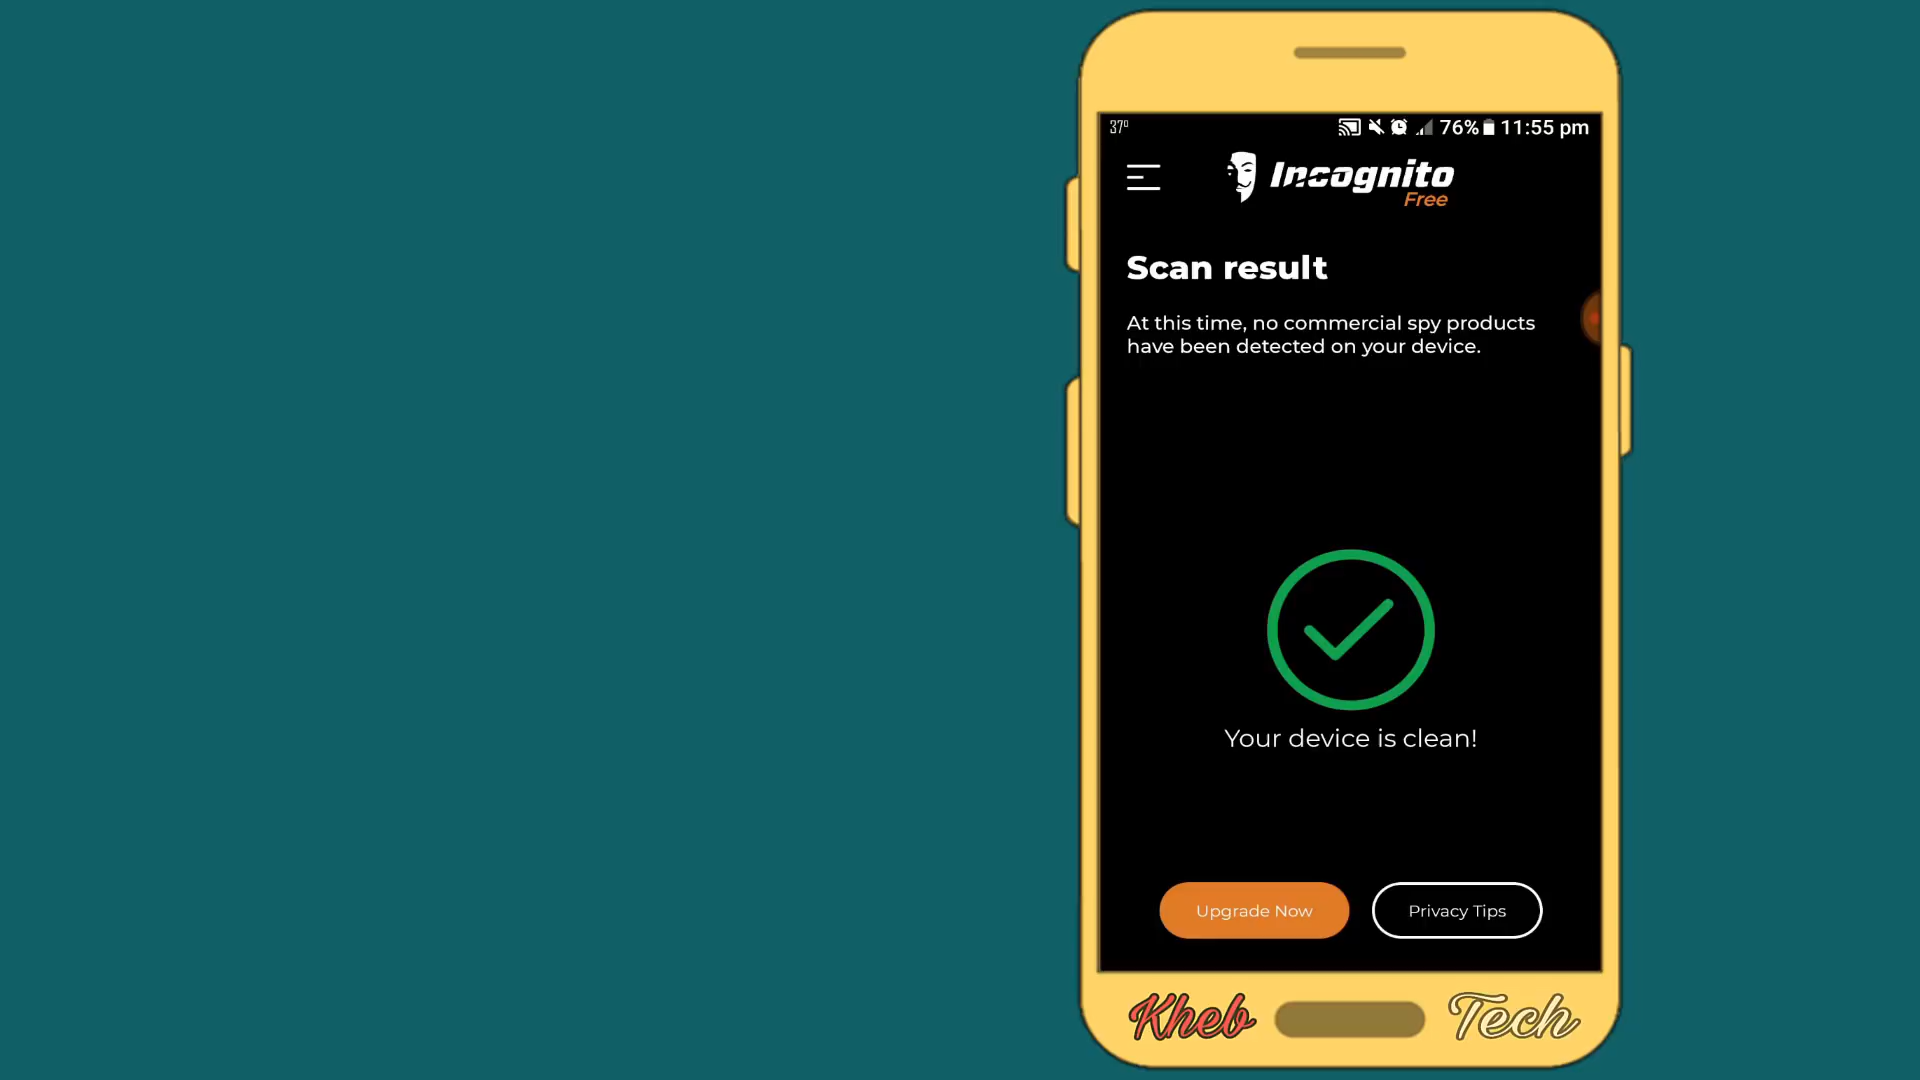 37°
76% 11:55 pm
Incognito
Free
Scan result
At this time, no commercial spy products
have been detected on your device.
Your device is clean!
Upgrade Now
Privacy Tips
Kheb Tech